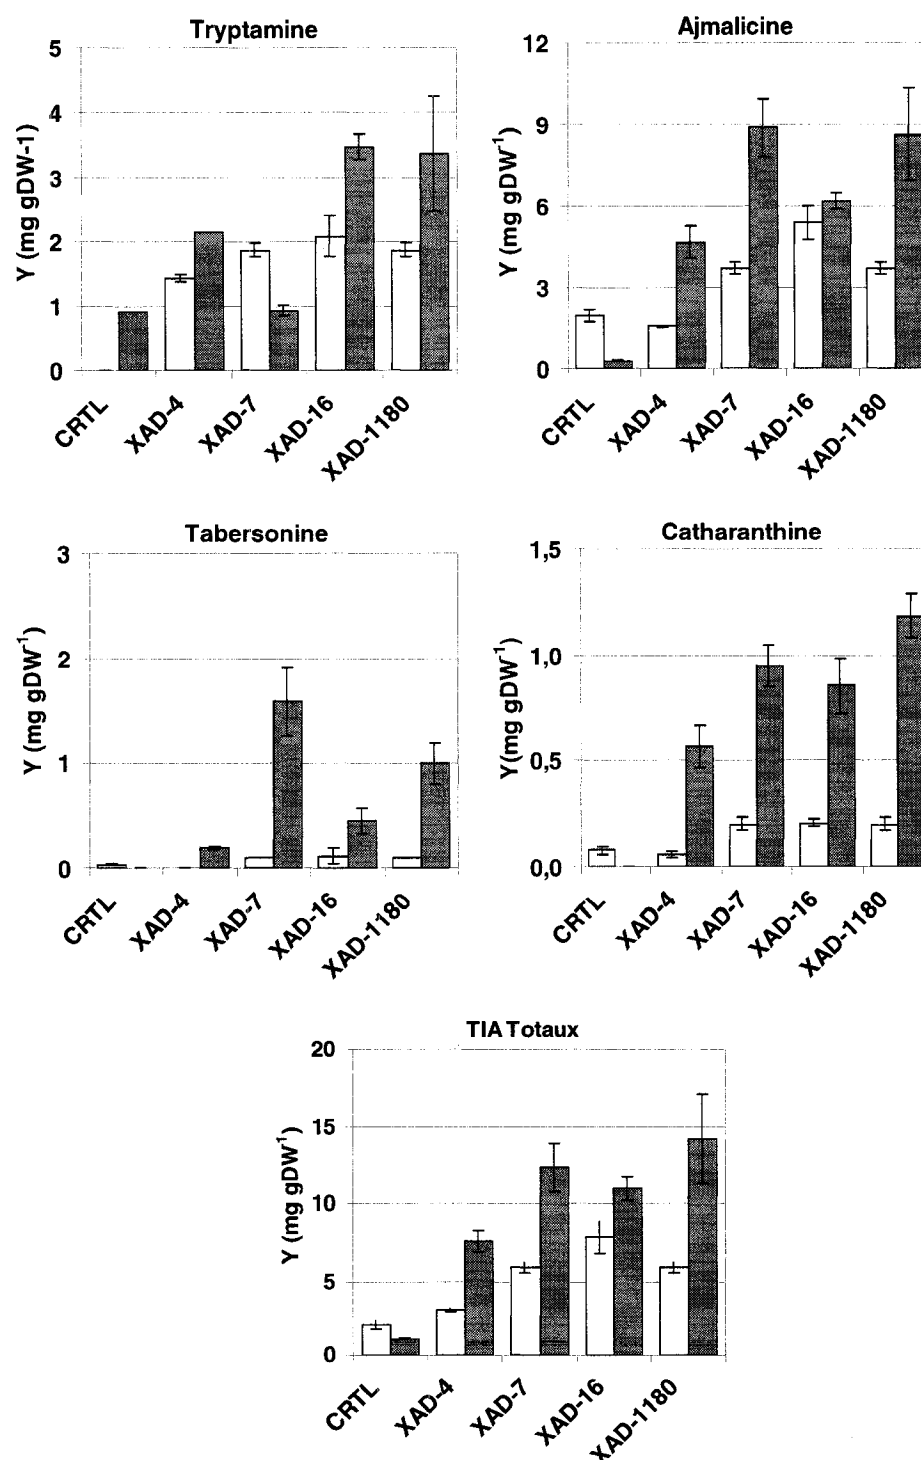 Tryptamine
5
4
3
2
1
0
Y (mg gDW-1)
CRTL
XAD-4
XAD-7
XAD-16
XAD-1180
Ajmalicine
12
9
6
3
0
Y (mg gDW-1)
CRTL
XAD-4
XAD-7
XAD-16
XAD-1180
Tabersonine
3
2
1
0
Y (mg gDW-1)
CRTL
XAD-4
XAD-7
XAD-16
XAD-1180
Catharanthine
1,5
1,0
0,5
0,0
Y(mg gDW-1)
CRTL
XAD-4
XAD-7
XAD-16
XAD-1180
TIA Totaux
20
15
10
5
0
Y (mg gDW-1)
CRTL
XAD-4
XAD-7
XAD-16
XAD-1180